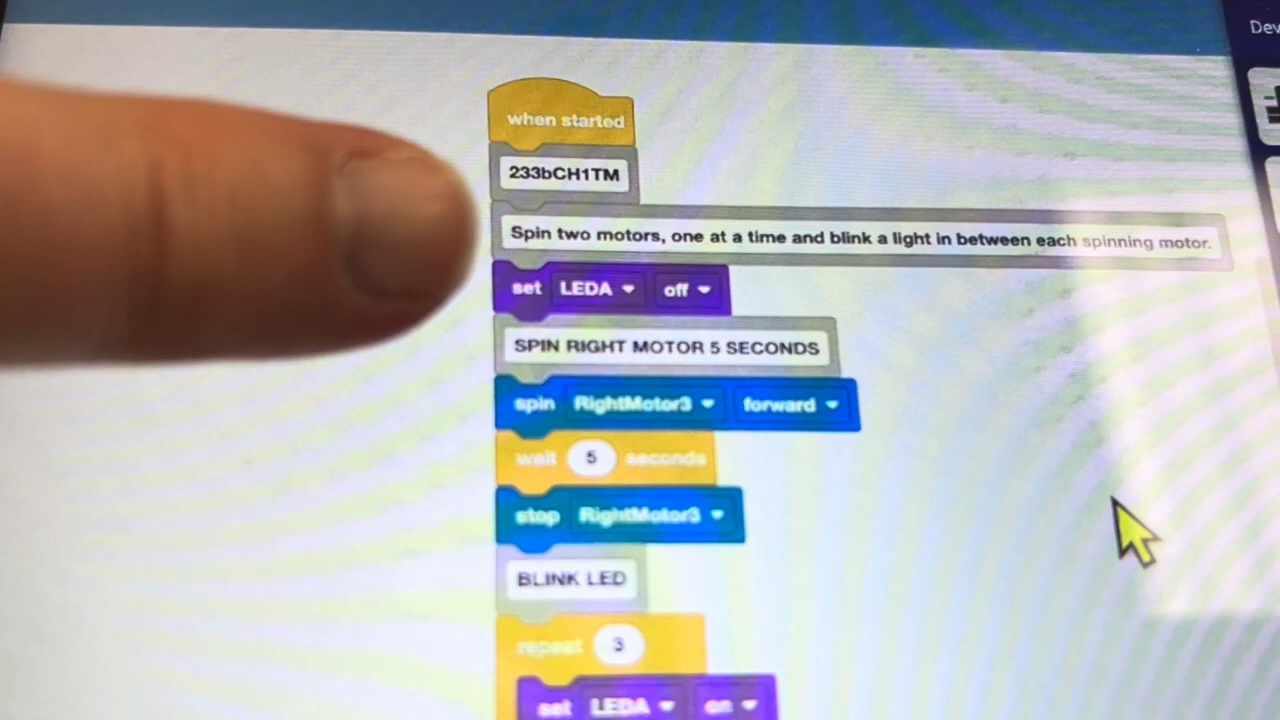 Dev
when started
233bCH1TM
Spin two motors, one at a time and blink a light in between each spinning motor.
set LEDA off
SPIN RIGHT MOTOR 5 SECONDS
spin RightMotor3 forward
wait 5 seconds
stop RightMotor3
BLINK LED
repeat 3
set LEDA on